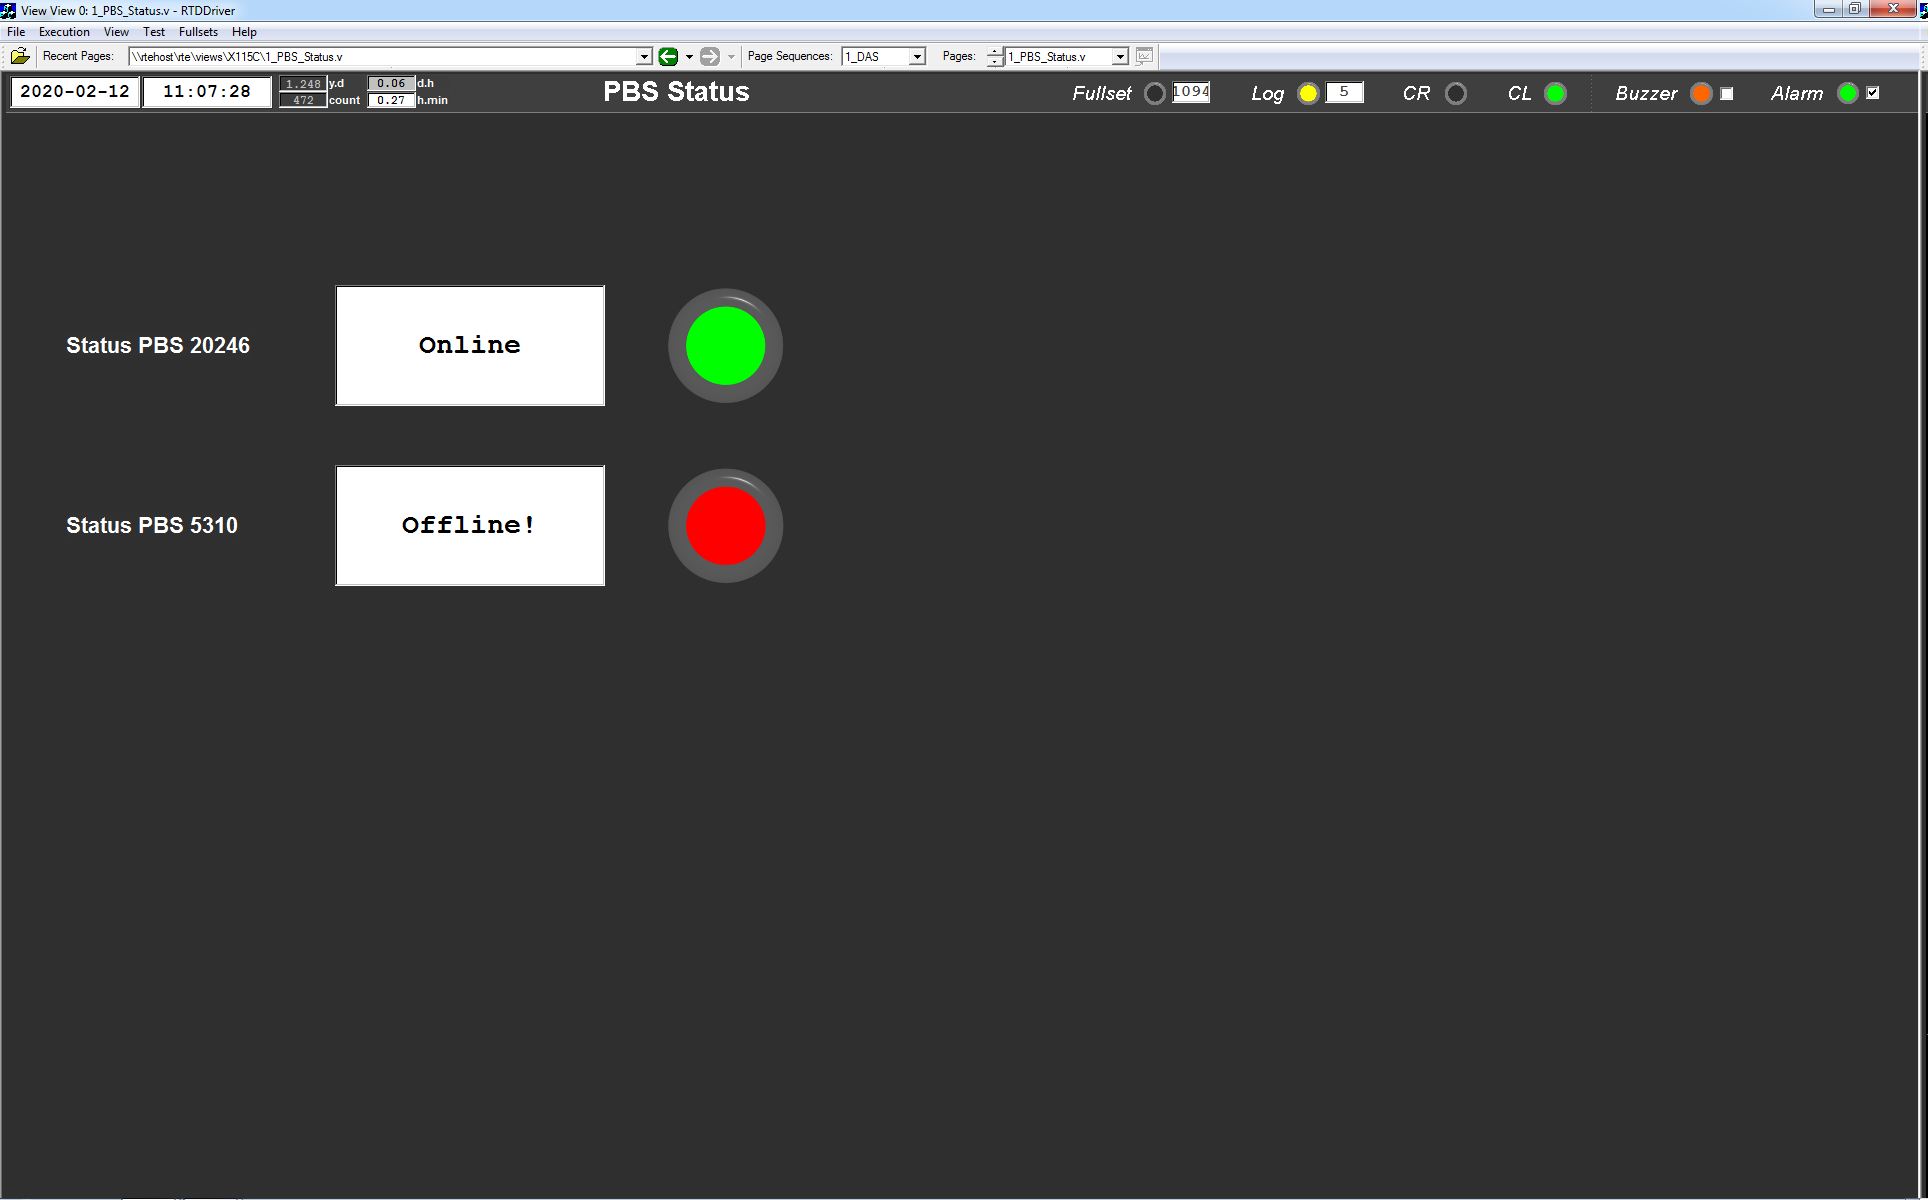 View View 0: 1_PBS_Status.v - RTDDriver
File Execution View Test Fullsets Help
Recent Pages: \\rtehost\rte\views\X115C\1_PBS_Status.v Page Sequences: 1_DAS Pages: 1_PBS_Status.v
2020-02-12 11:07:28 1.248 y.d 0.06 d.h PBS Status Fullset 1094 Log 5 CR CL Buzzer Alarm
472 count 0.27 h.min
Status PBS 20246 Online
Status PBS 5310 Offline!